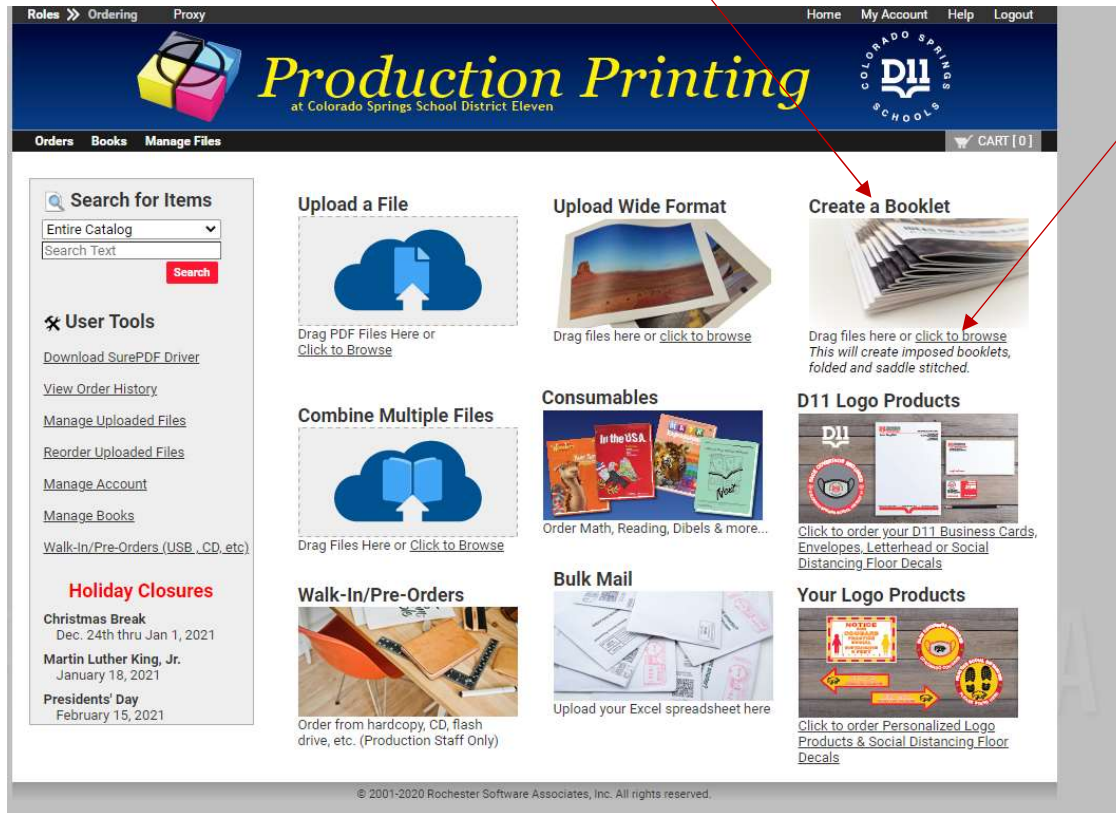 Roles » Ordering Proxy Home My Account Help Logout
Production Printing
at Colorado Springs School District Eleven
COLORADO SPRINGS
D11
SCHOOLS
Orders Books Manage Files CART [ 0 ]
Search for Items
Entire Catalog
Search Text
Search
User Tools
Download SurePDF Driver
View Order History
Manage Uploaded Files
Reorder Uploaded Files
Manage Account
Manage Books
Walk-In/Pre-Orders (USB , CD, etc)
Holiday Closures
Christmas Break
Dec. 24th thru Jan 1, 2021
Martin Luther King, Jr.
January 18, 2021
Presidents' Day
February 15, 2021
Upload a File
Drag PDF Files Here or
Click to Browse
Upload Wide Format
Drag files here or click to browse
Create a Booklet
Drag files here or click to browse
This will create imposed booklets,
folded and saddle stitched.
Combine Multiple Files
Drag Files Here or Click to Browse
Consumables
In the USA
Next
Order Math, Reading, Dibels & more...
D11 Logo Products
D11
Click to order your D11 Business Cards,
Envelopes, Letterhead or Social
Distancing Floor Decals
Walk-In/Pre-Orders
Order from hardcopy, CD, flash
drive, etc. (Production Staff Only)
Bulk Mail
Upload your Excel spreadsheet here
Your Logo Products
NOTICE
Click to order Personalized Logo
Products & Social Distancing Floor
Decals
© 2001-2020 Rochester Software Associates, Inc. All rights reserved.